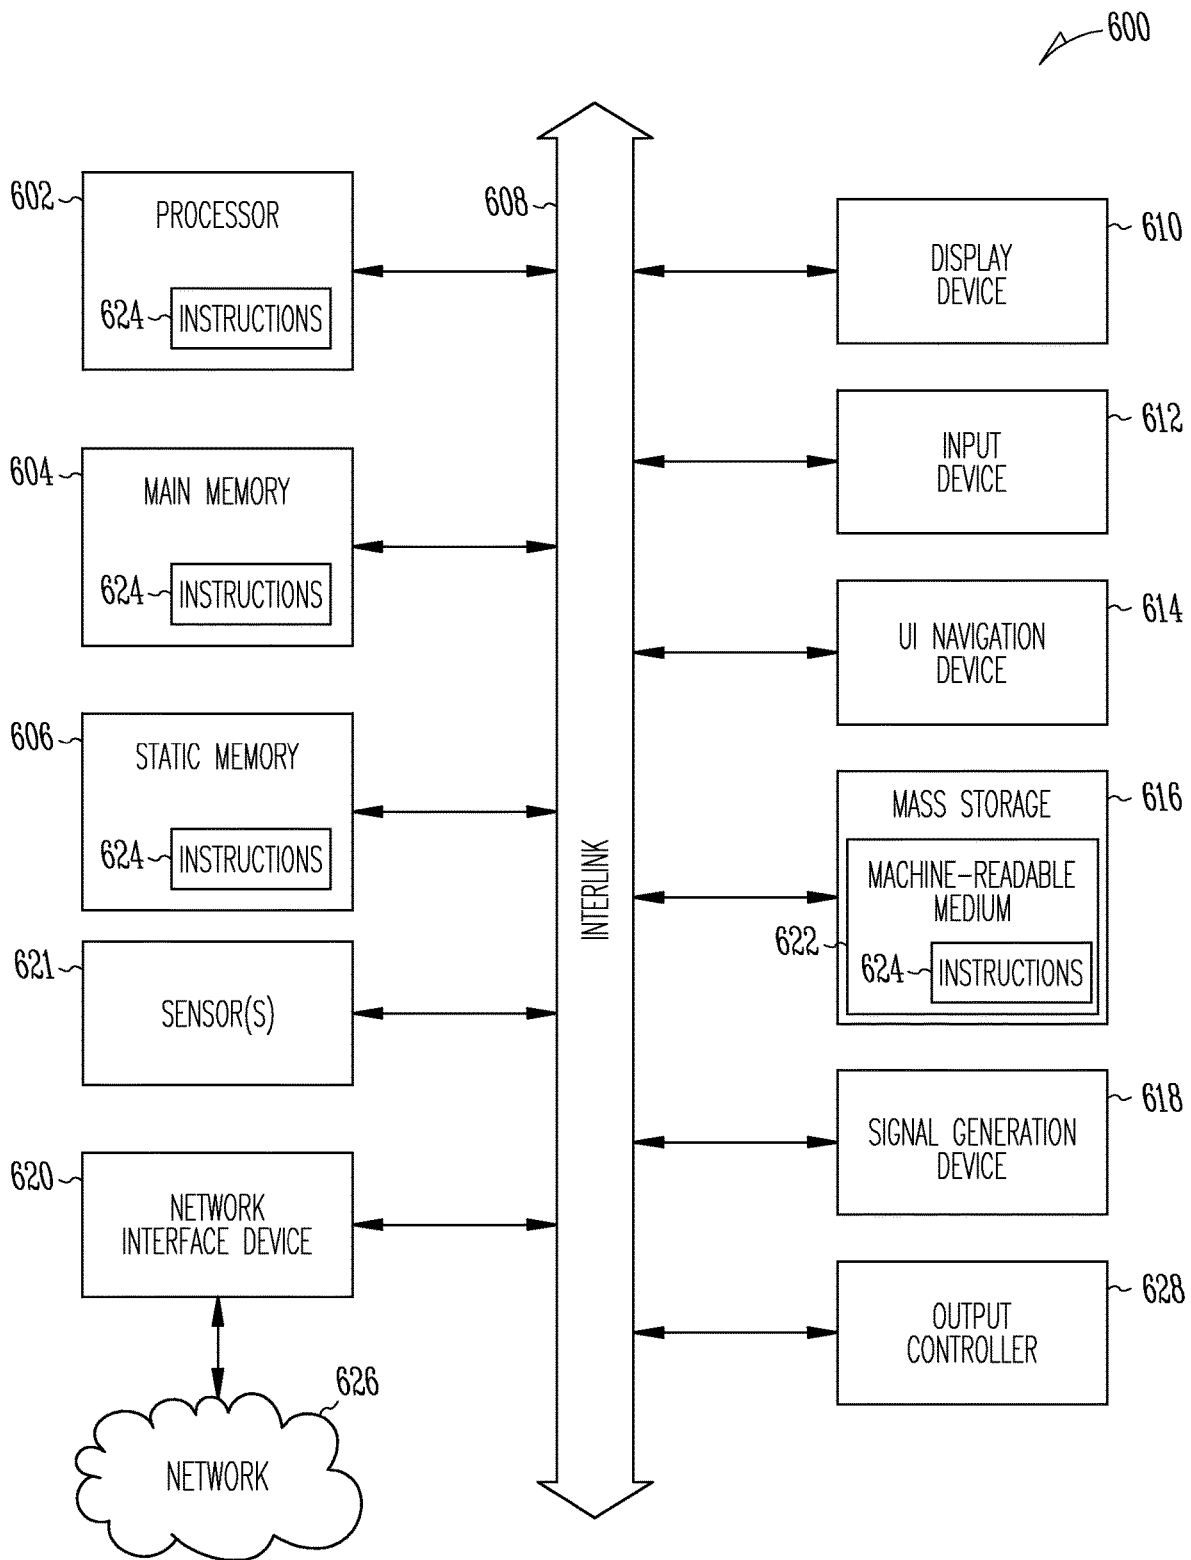 600
602
PROCESSOR
624
INSTRUCTIONS
604
MAIN MEMORY
624
INSTRUCTIONS
606
STATIC MEMORY
624
INSTRUCTIONS
621
SENSOR(S)
620
NETWORK
INTERFACE DEVICE
626
NETWORK
608
INTERLINK
610
DISPLAY
DEVICE
612
INPUT
DEVICE
614
UI NAVIGATION
DEVICE
616
MASS STORAGE
MACHINE-READABLE
MEDIUM
622
624
INSTRUCTIONS
618
SIGNAL GENERATION
DEVICE
628
OUTPUT
CONTROLLER